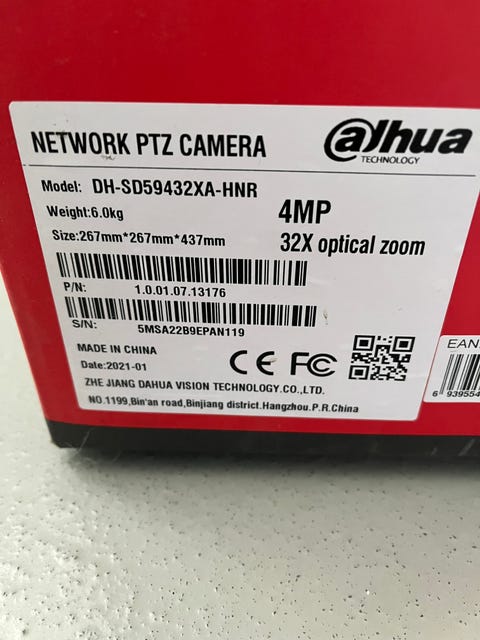 NETWORK PTZ CAMERA
alhua
TECHNOLOGY
Model: DH-SD59432XA-HNR
Weight:6.0kg
4MP
Size:267mm*267mm*437mm
32X optical zoom
P/N: 1.0.01.07.13176
S/N: 5MSA22B9EPAN119
MADE IN CHINA
Date:2021-01
CE FC
ZHE JIANG DAHUA VISION TECHNOLOGY.CO.,LTD.
NO.1199,Bin'an road,Binjiang district.Hangzhou.P.R.China
EAN
6 939554